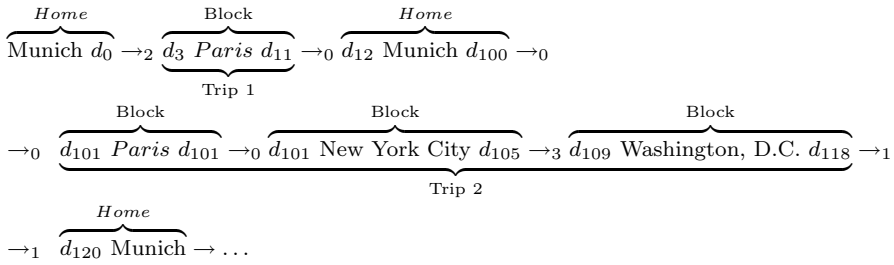 Home Block Home
Munich d0 →2 d3 Paris d11 →0 d12 Munich d100 →0
Trip 1
Block Block Block
→0 d101 Paris d101 →0 d101 New York City d105 →3 d109 Washington, D.C. d118 →1
Trip 2
Home
→1 d120 Munich → ...